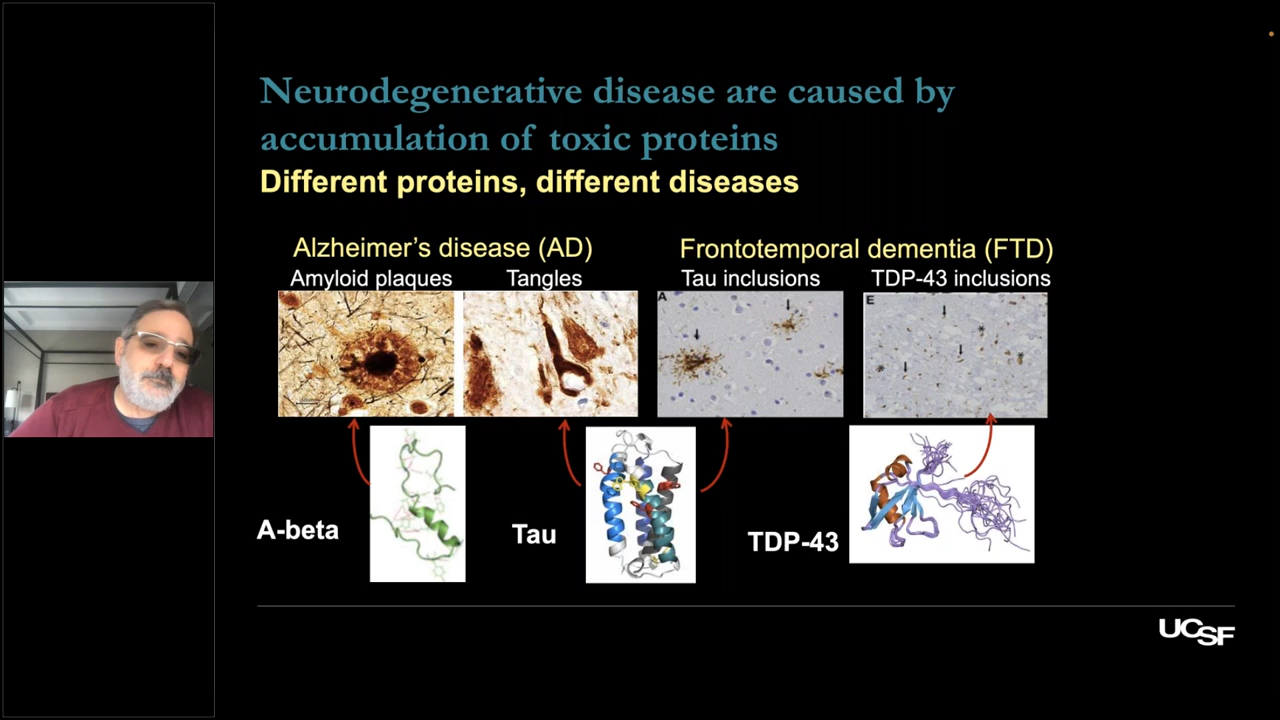 Neurodegenerative disease are caused by
accumulation of toxic proteins
Different proteins, different diseases
Alzheimer’s disease (AD)
Frontotemporal dementia (FTD)
Amyloid plaques
Tangles
Tau inclusions
TDP-43 inclusions
A
E
A-beta
Tau
TDP-43
UCSF